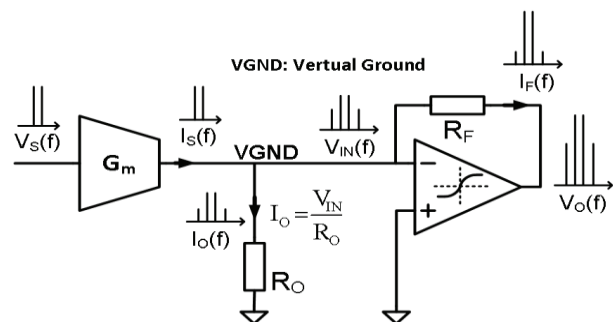 VGND: Vertual Ground
I_F(f)
V_S(f)
I_S(f)
G_m
VGND
V_IN(f)
R_F
−
+
V_O(f)
I_O(f)
I_O = V_IN / R_O
R_O